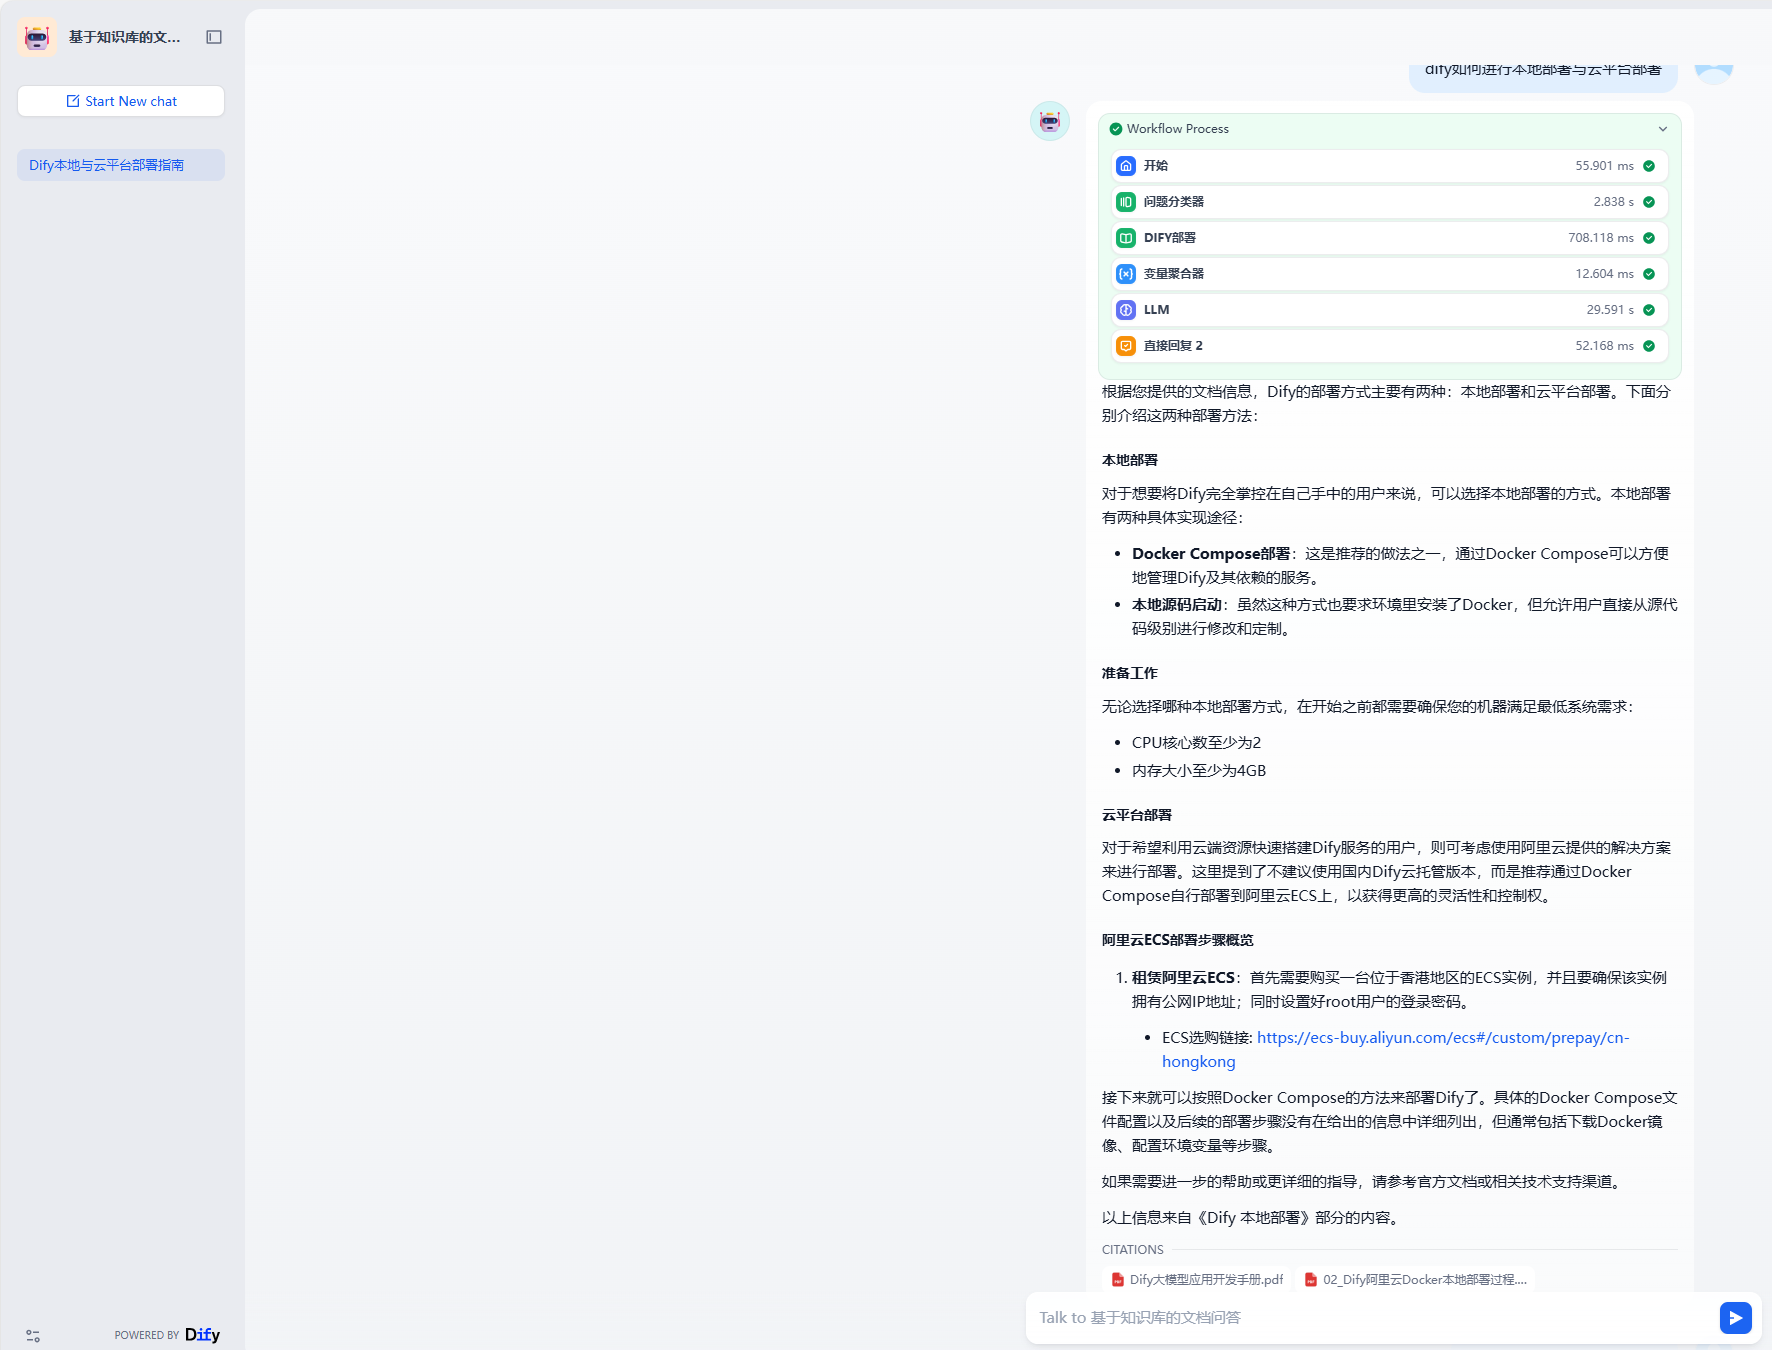 基于知识库的文...
Start New chat
Dify本地与云平台部署指南
POWERED BY Dify
dify如何进行本地部署与云平台部署
Workflow Process
开始 55.901 ms
问题分类器 2.838 s
DIFY部署 708.118 ms
变量聚合器 12.604 ms
LLM 29.591 s
直接回复 2 52.168 ms
根据您提供的文档信息，Dify的部署方式主要有两种：本地部署和云平台部署。下面分
别介绍这两种部署方法：
本地部署
对于想要将Dify完全掌控在自己手中的用户来说，可以选择本地部署的方式。本地部署
有两种具体实现途径：
• Docker Compose部署：这是推荐的做法之一，通过Docker Compose可以方便
地管理Dify及其依赖的服务。
• 本地源码启动：虽然这种方式也要求环境里安装了Docker，但允许用户直接从源代
码级别进行修改和定制。
准备工作
无论选择哪种本地部署方式，在开始之前都需要确保您的机器满足最低系统需求：
• CPU核心数至少为2
• 内存大小至少为4GB
云平台部署
对于希望利用云端资源快速搭建Dify服务的用户，则可考虑使用阿里云提供的解决方案
来进行部署。这里提到了不建议使用国内Dify云托管版本，而是推荐通过Docker
Compose自行部署到阿里云ECS上，以获得更高的灵活性和控制权。
阿里云ECS部署步骤概览
1. 租赁阿里云ECS：首先需要购买一台位于香港地区的ECS实例，并且要确保该实例
拥有公网IP地址；同时设置好root用户的登录密码。
• ECS选购链接: https://ecs-buy.aliyun.com/ecs#/custom/prepay/cn-
hongkong
接下来就可以按照Docker Compose的方法来部署Dify了。具体的Docker Compose文
件配置以及后续的部署步骤没有在给出的信息中详细列出，但通常包括下载Docker镜
像、配置环境变量等步骤。
如果需要进一步的帮助或更详细的指导，请参考官方文档或相关技术支持渠道。
以上信息来自《Dify 本地部署》部分的内容。
CITATIONS
Dify大模型应用开发手册.pdf 02_Dify阿里云Docker本地部署过程....
Talk to 基于知识库的文档问答